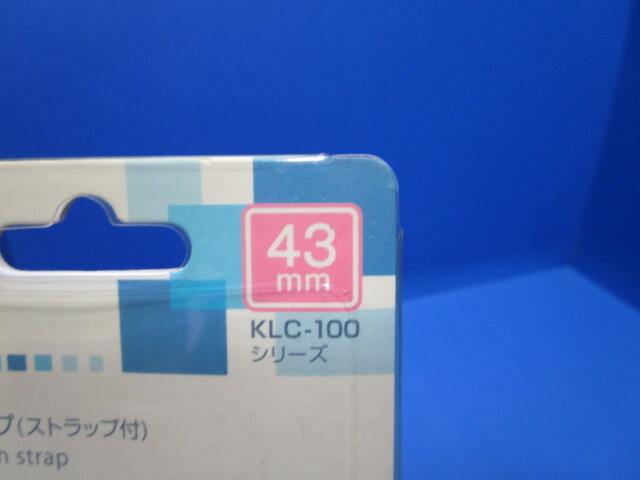 43
mm
KLC-100
シリーズ
プ(ストラップ付)
h strap